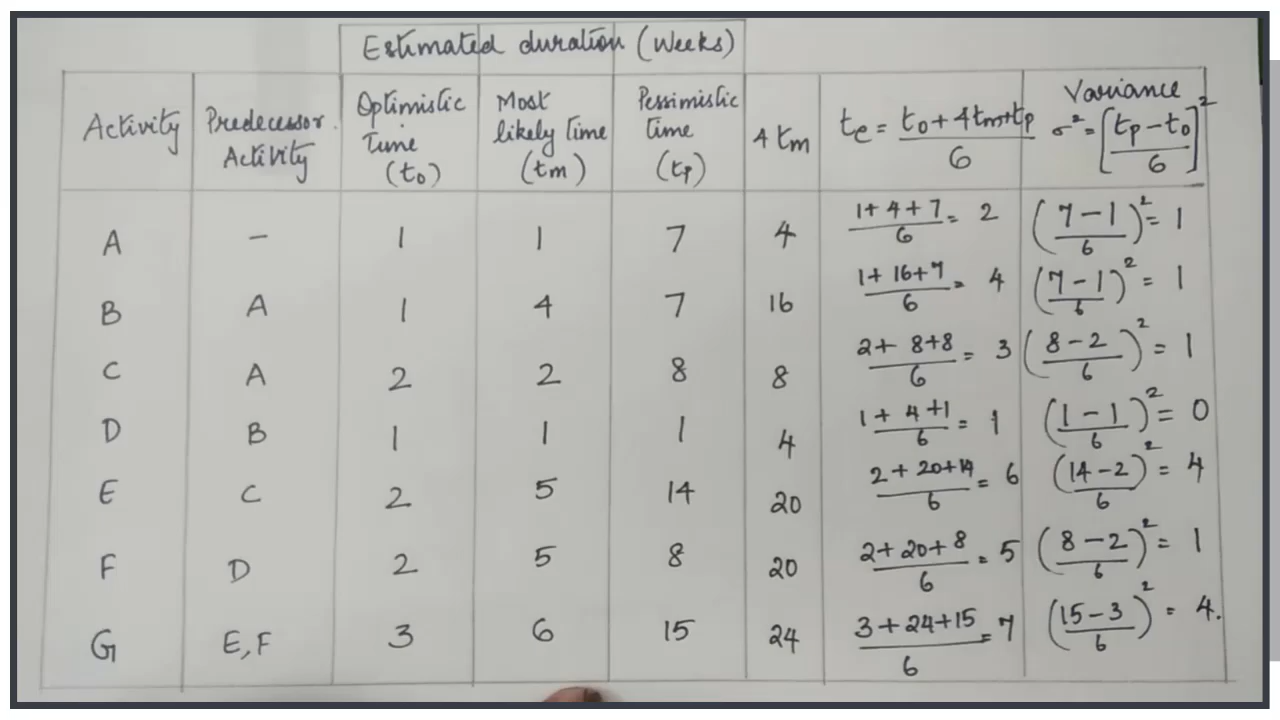 Estimated duration (Weeks)
Activity
Predecessor Activity
Optimistic Time (to)
Most likely Time (tm)
Pessimistic time (tp)
4 tm
te = to + 4tm+tp / 6
Variance σ² = [tp - to / 6]²
A – 1 1 7 4 1+4+7/6 = 2 (7-1/6)² = 1
B A 1 4 7 16 1+16+7/6 = 4 (7-1/6)² = 1
C A 2 2 8 8 2+8+8/6 = 3 (8-2/6)² = 1
D B 1 1 1 4 1+4+1/6 = 1 (1-1/6)² = 0
E C 2 5 14 20 2+20+14/6 = 6 (14-2/6)² = 4
F D 2 5 8 20 2+20+8/6 = 5 (8-2/6)² = 1
G E,F 3 6 15 24 3+24+15/6 = 7 (15-3/6)² = 4.